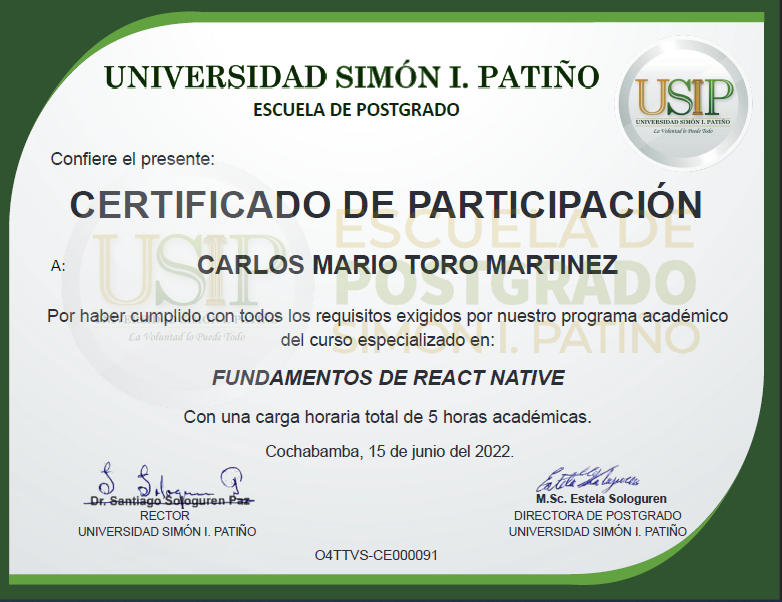 UNIVERSIDAD SIMÓN I. PATIÑO
ESCUELA DE POSTGRADO
USIP
UNIVERSIDAD SIMÓN I. PATIÑO
La Voluntad lo Puede Todo
Confiere el presente:
CERTIFICADO DE PARTICIPACIÓN
A:
CARLOS MARIO TORO MARTINEZ
USIP
La Voluntad lo Puede Todo
ESCUELA DE
POSTGRADO
SIMÓN I. PATIÑO
Por haber cumplido con todos los requisitos exigidos por nuestro programa académico
del curso especializado en:
FUNDAMENTOS DE REACT NATIVE
Con una carga horaria total de 5 horas académicas.
Cochabamba, 15 de junio del 2022.
Dr. Santiago Sologuren Paz
RECTOR
UNIVERSIDAD SIMÓN I. PATIÑO
M.Sc. Estela Sologuren
DIRECTORA DE POSTGRADO
UNIVERSIDAD SIMÓN I. PATIÑO
O4TTVS-CE000091